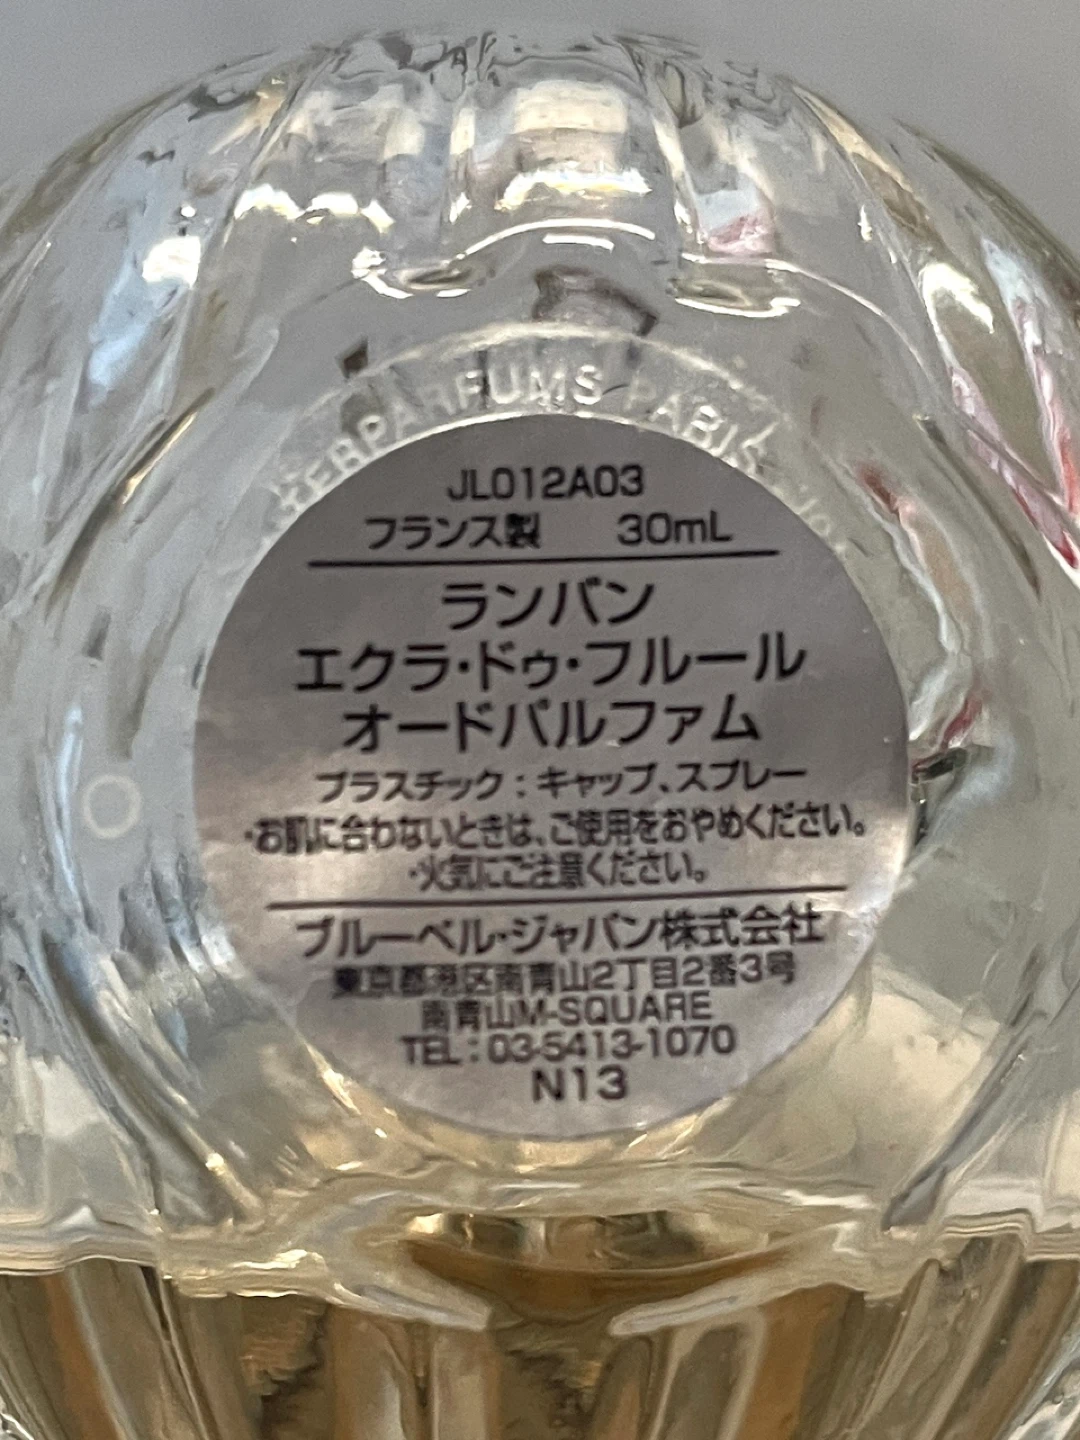 INTERPARFUMS PARIS
JL012A03
フランス製 30mL
ランバン
エクラ・ドゥ・フルール
オードパルファム
プラスチック：キャップ、スプレー
・お肌に合わないときは、ご使用をおやめください。
・火気にご注意ください。
ブルーベル・ジャパン株式会社
東京都港区南青山2丁目2番3号
南青山M-SQUARE
TEL：03-5413-1070
N13